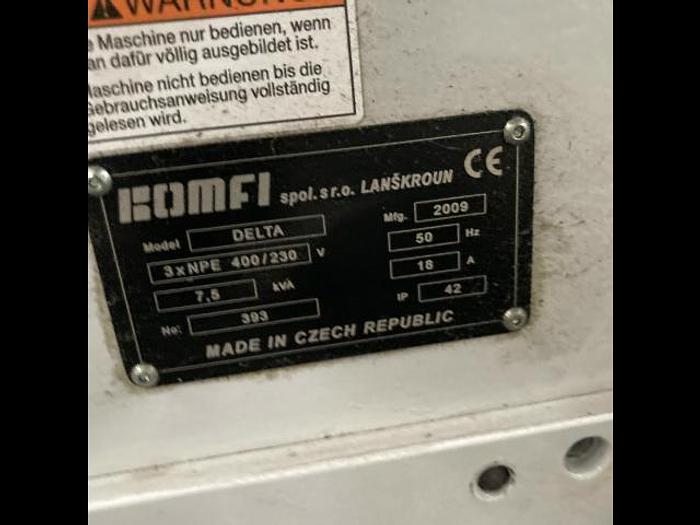 WARNUNG
e Maschine nur bedienen, wenn
an dafür völlig ausgebildet ist.
Maschine nicht bedienen bis die
Gebrauchsanweisung vollständig
gelesen wird.
KOMFI spol. s r.o. LANŠKROUN CE
Model DELTA Mfg. 2009
3xNPE 400/230 V 50 Hz
7,5 kVA 18 A
No: 393 IP 42
MADE IN CZECH REPUBLIC